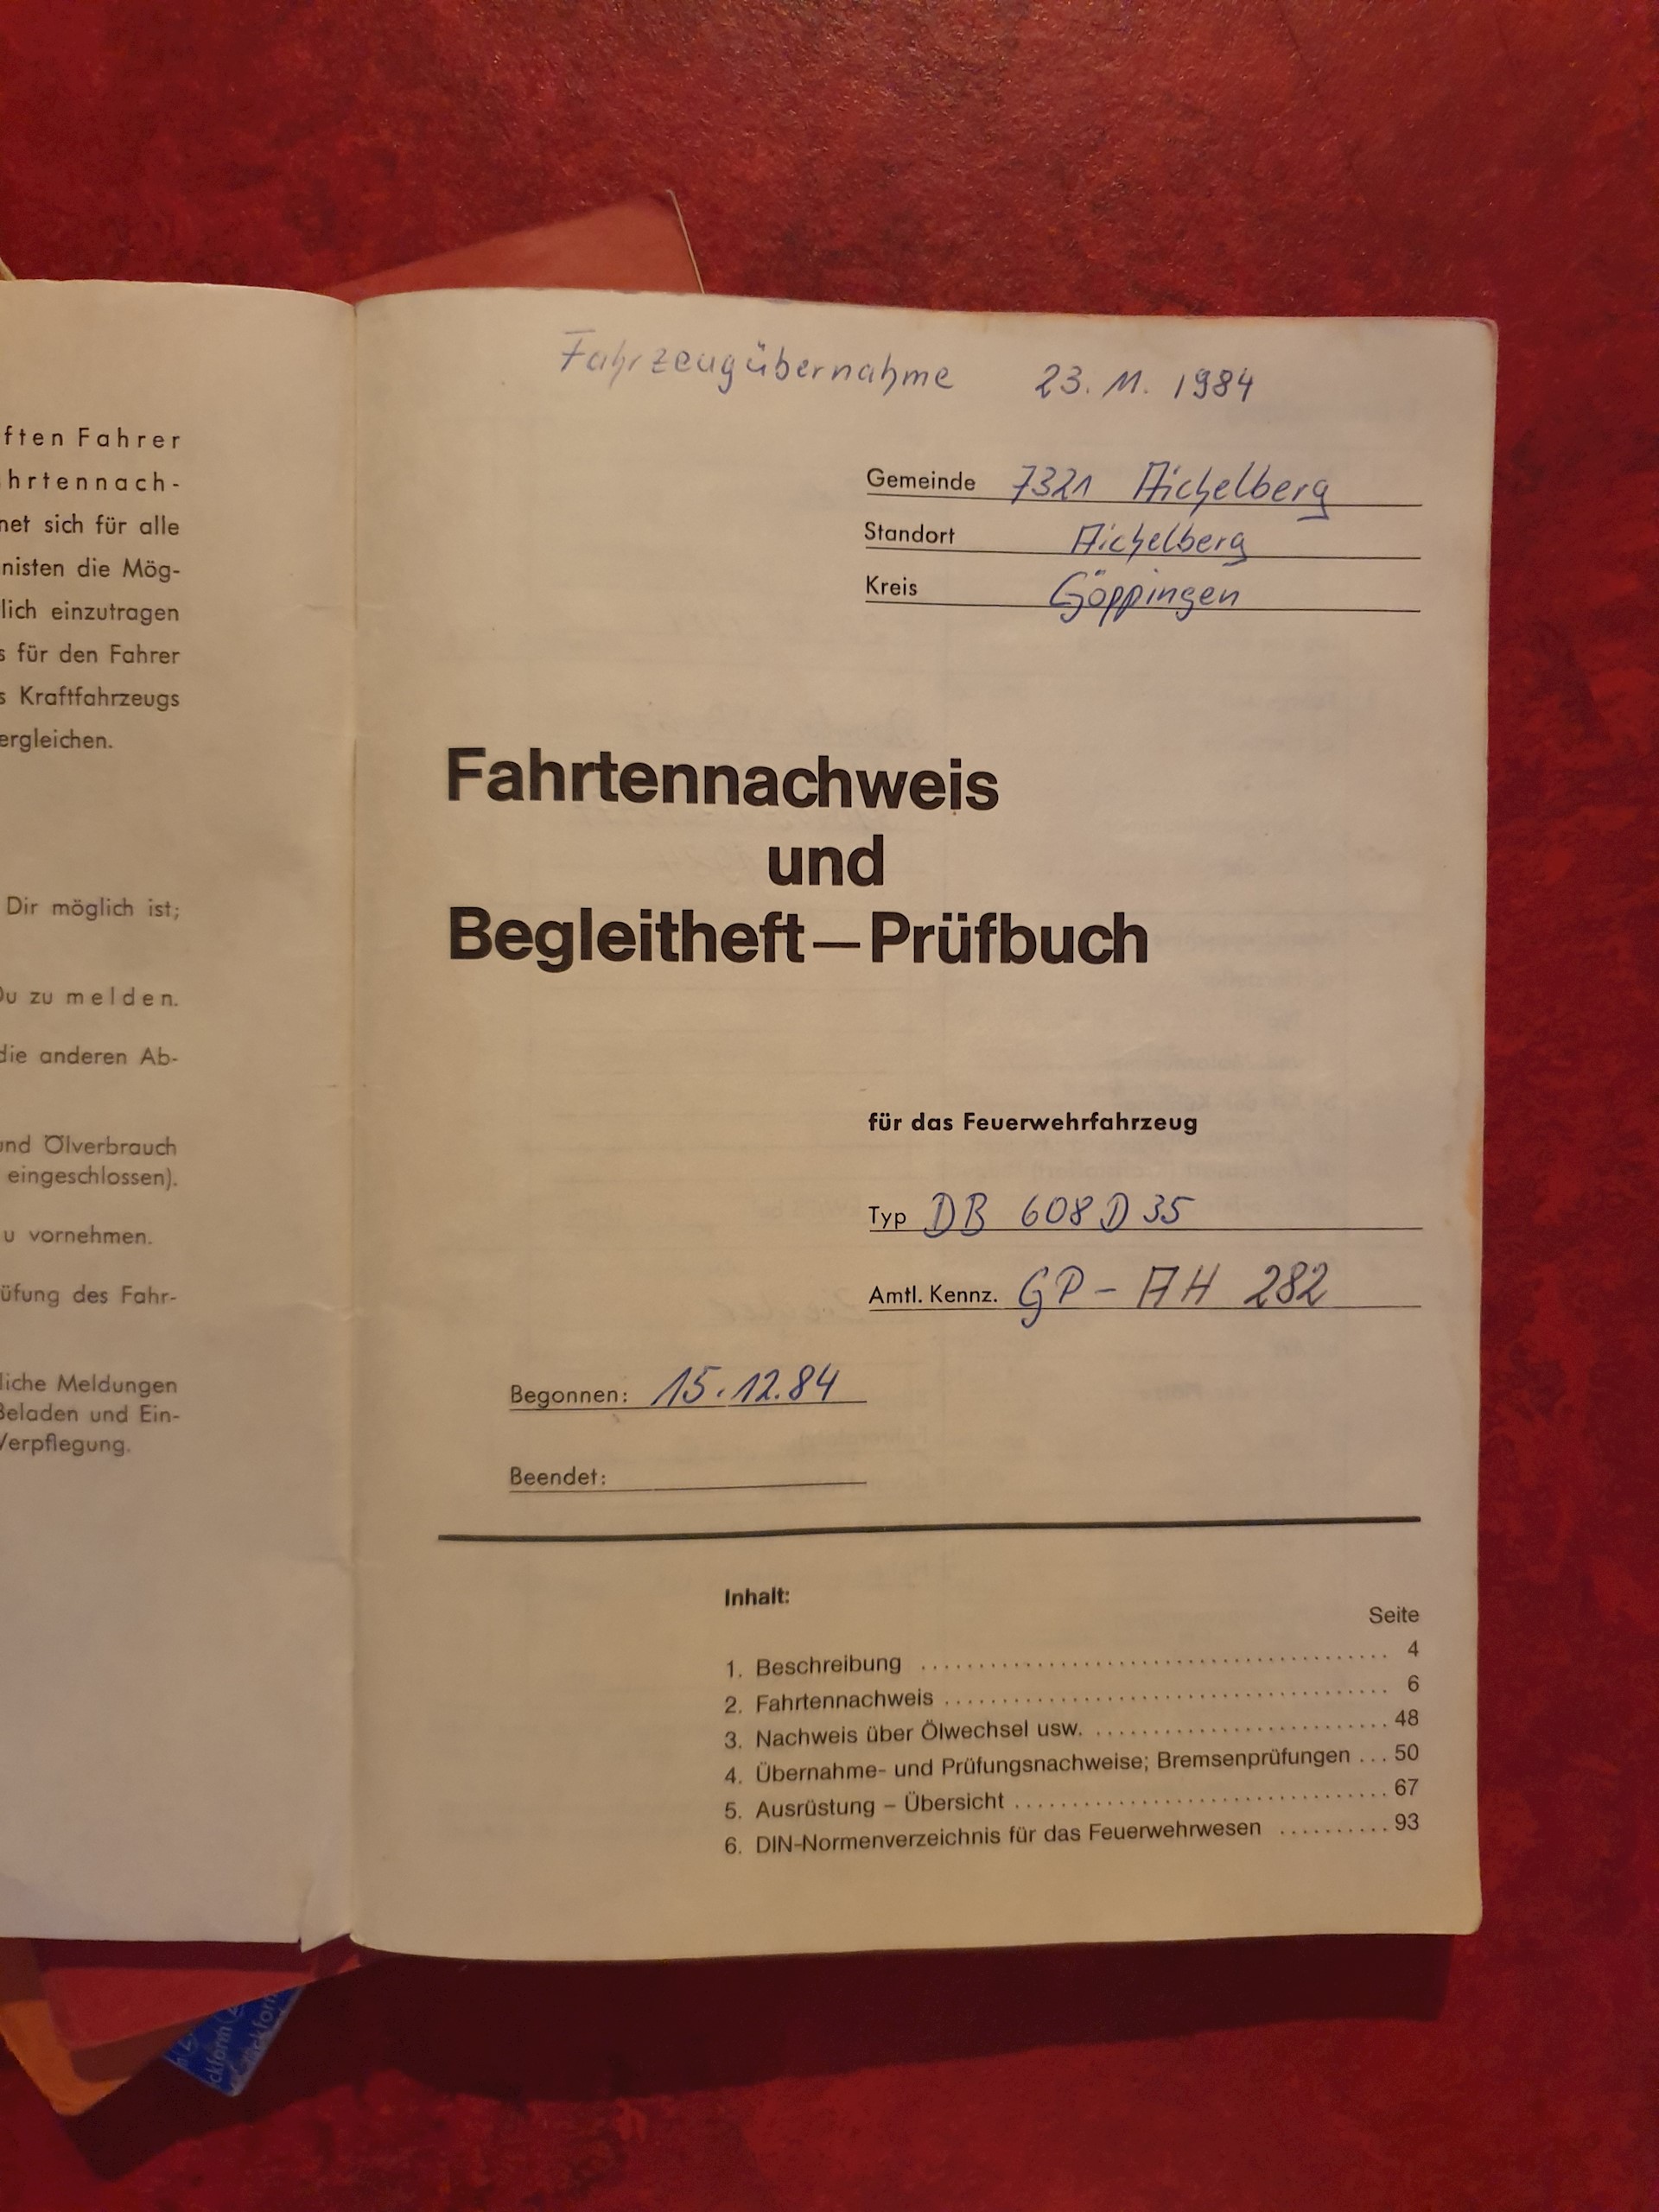 ften Fahrer
hrtennach-
net sich für alle
nisten die Mög-
lich einzutragen
s für den Fahrer
s Kraftfahrzeugs
ergleichen.
Dir möglich ist;
Du zu melden.
die anderen Ab-
und Ölverbrauch
eingeschlossen).
u vornehmen.
üfung des Fahr-
liche Meldungen
Beladen und Ein-
Verpflegung.
Fahrzeugübernahme 23. 11. 1984
Gemeinde 7321 Aichelberg
Standort Aichelberg
Kreis Göppingen
Fahrtennachweis
und
Begleitheft—Prüfbuch
für das Feuerwehrfahrzeug
Typ DB 608 D 35
Amtl. Kennz. GP - AH 282
Begonnen: 15.12.84
Beendet:
Inhalt:
Seite
1. Beschreibung ........................................ 4
2. Fahrtennachweis ...................................... 6
3. Nachweis über Ölwechsel usw. ......................... 48
4. Übernahme- und Prüfungsnachweise; Bremsenprüfungen ... 50
5. Ausrüstung – Übersicht ................................ 67
6. DIN-Normenverzeichnis für das Feuerwehrwesen .......... 93